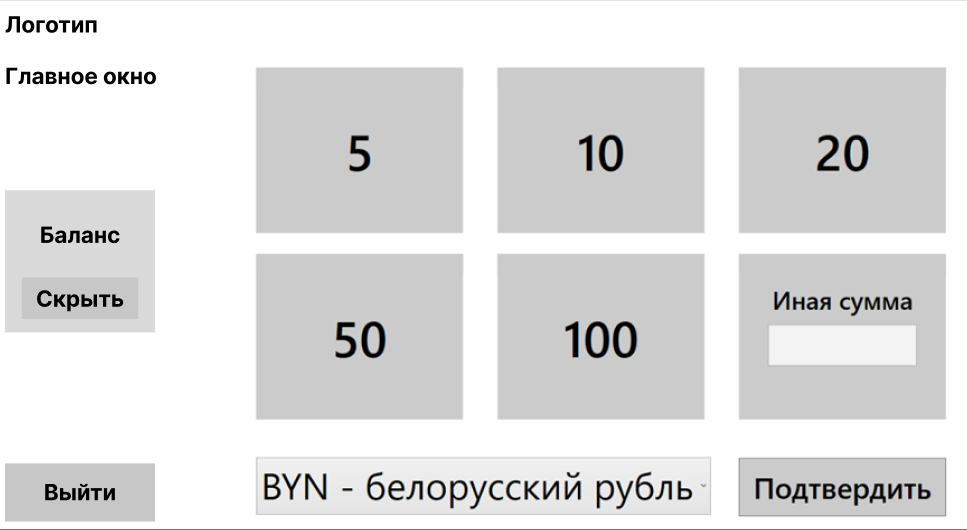 Логотип
Главное окно
5
10
20
Баланс
Скрыть
50
100
Иная сумма
Выйти
BYN - белорусский рубль
Подтвердить